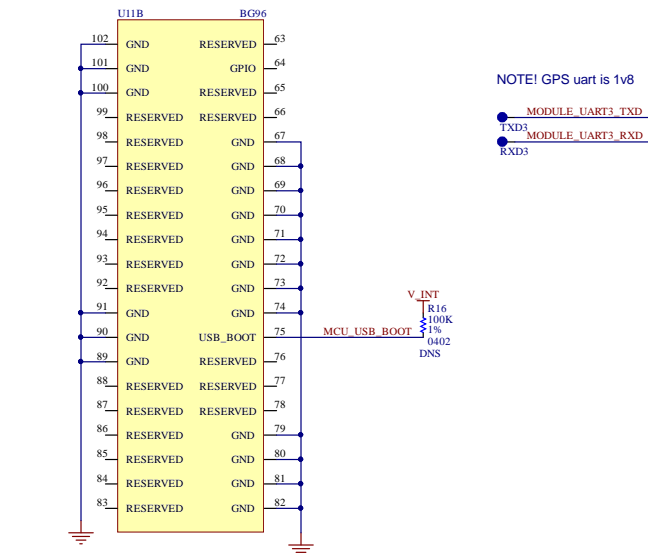 U11B BG96
102 GND RESERVED 63
101 GND GPIO 64
100 GND RESERVED 65
99 RESERVED RESERVED 66
98 RESERVED GND 67
97 RESERVED GND 68
96 RESERVED GND 69
95 RESERVED GND 70
94 RESERVED GND 71
93 RESERVED GND 72
92 RESERVED GND 73
91 GND GND 74
90 GND USB_BOOT 75 MCU_USB_BOOT
89 GND RESERVED 76
88 RESERVED RESERVED 77
87 RESERVED RESERVED 78
86 RESERVED GND 79
85 RESERVED GND 80
84 RESERVED GND 81
83 RESERVED GND 82
V_INT
R16
100K
1%
0402
DNS
NOTE! GPS uart is 1v8
MODULE_UART3_TXD
TXD3
MODULE_UART3_RXD
RXD3